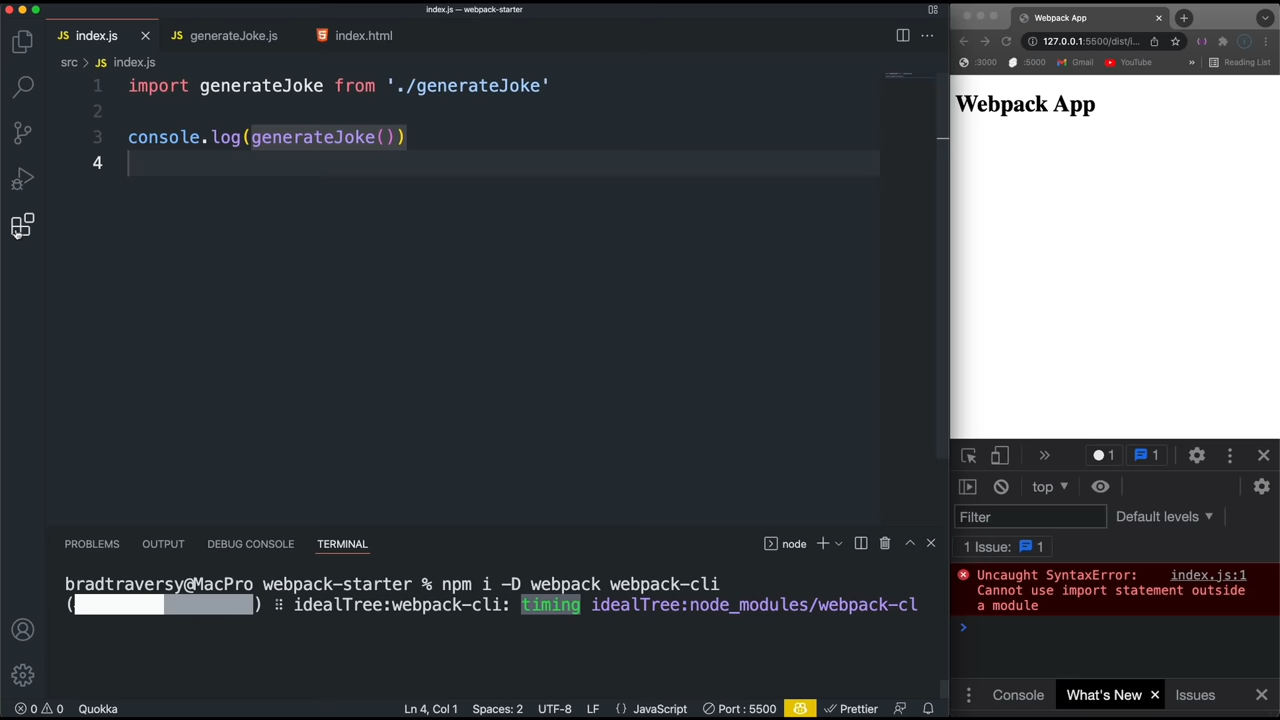 index.js — webpack-starter
index.js
generateJoke.js
index.html
src > index.js
1 import generateJoke from './generateJoke'
2
3 console.log(generateJoke())
4
PROBLEMS OUTPUT DEBUG CONSOLE TERMINAL
node
bradtraversy@MacPro webpack-starter % npm i -D webpack webpack-cli
( ) ⠿ idealTree:webpack-cli: timing idealTree:node_modules/webpack-cl
0 0 Quokka Ln 4, Col 1 Spaces: 2 UTF-8 LF {} JavaScript Port : 5500 Prettier
Webpack App
127.0.0.1:5500/dist/i...
:3000 :5000 Gmail YouTube » Reading List
Webpack App
» 1 1
top
Filter Default levels
1 Issue: 1
Uncaught SyntaxError: index.js:1
Cannot use import statement outside
a module
>
Console What's New Issues